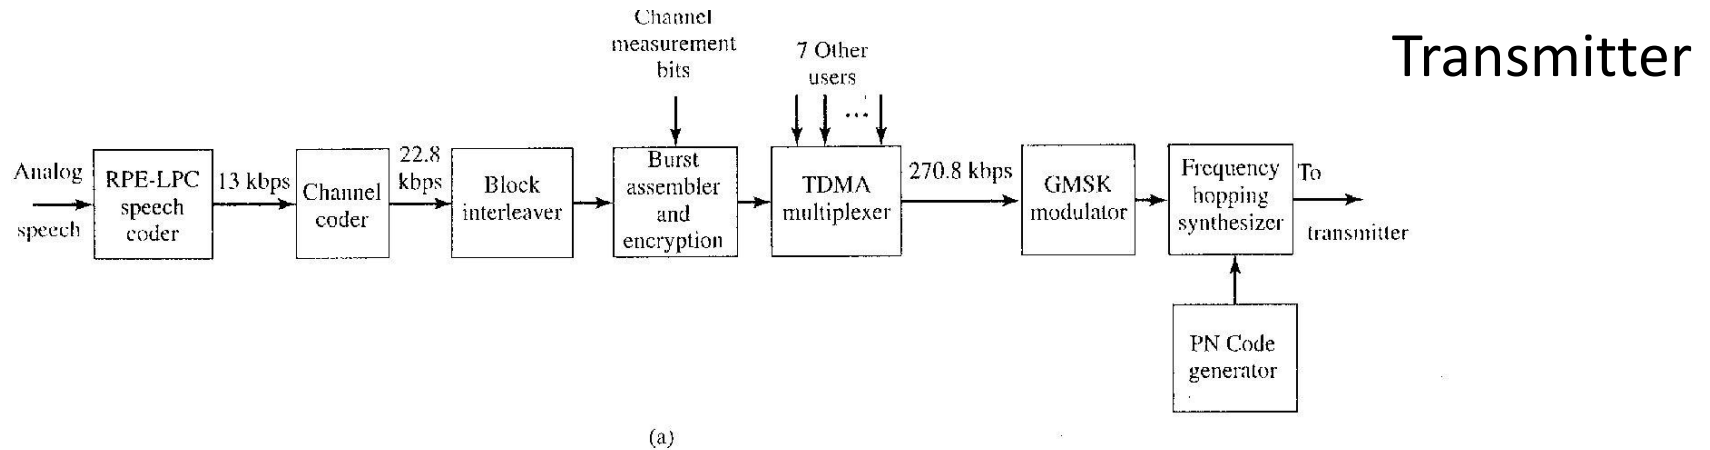 Transmitter
Channel
measurement
bits
7 Other
users
...
Analog
speech
RPE-LPC
speech
coder
13 kbps
Channel
coder
22.8
kbps
Block
interleaver
Burst
assembler
and
encryption
TDMA
multiplexer
270.8 kbps
GMSK
modulator
Frequency
hopping
synthesizer
To
transmitter
PN Code
generator
(a)